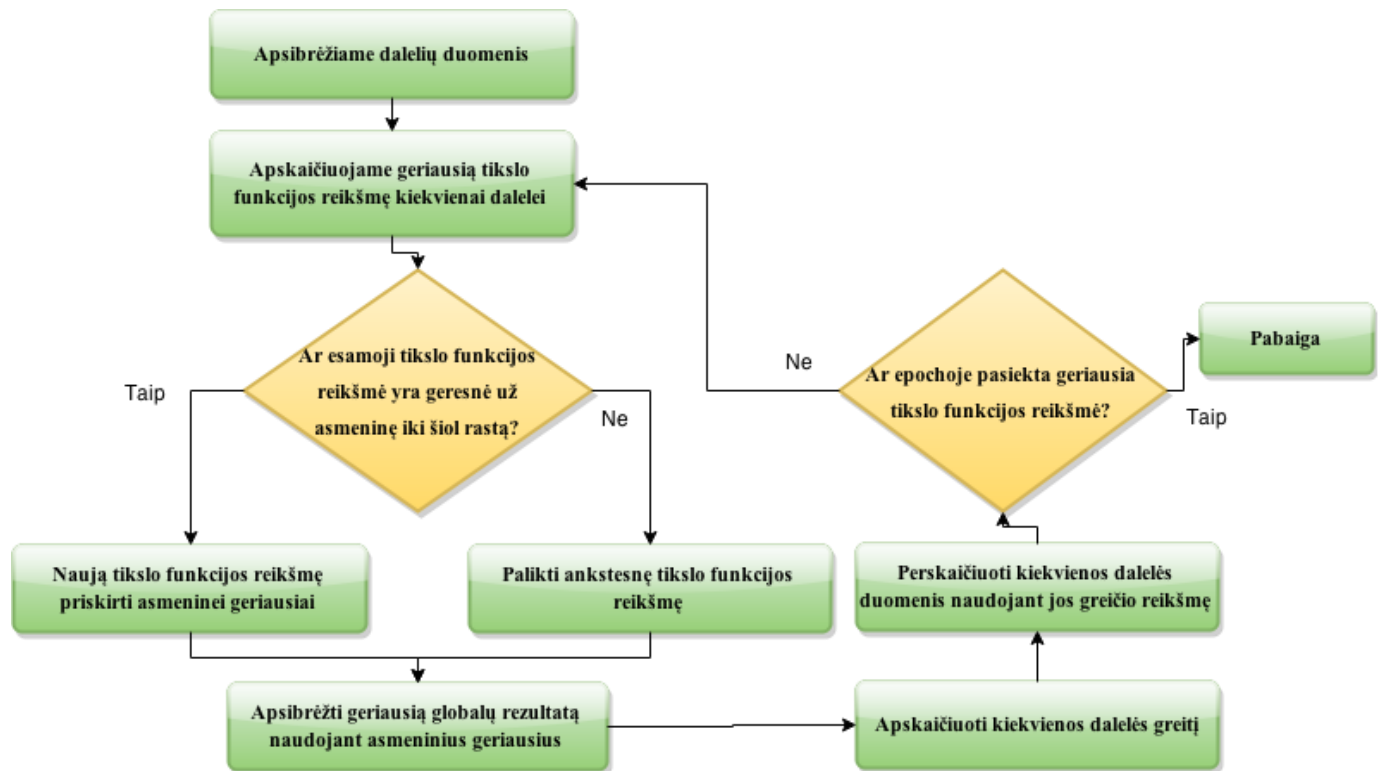 Apsibrėžiame dalelių duomenis
Apskaičiuojame geriausią tikslo
funkcijos reikšmę kiekvienai dalelei
Ar esamoji tikslo funkcijos
reikšmė yra geresnė už
asmeninę iki šiol rastą?
Taip
Ne
Naują tikslo funkcijos reikšmę
priskirti asmeninei geriausiai
Palikti ankstesnę tikslo funkcijos
reikšmę
Apsibrėžti geriausią globalų rezultatą
naudojant asmeninius geriausius
Apskaičiuoti kiekvienos dalelės greitį
Perskaičiuoti kiekvienos dalelės
duomenis naudojant jos greičio reikšmę
Ar epochoje pasiekta geriausia
tikslo funkcijos reikšmė?
Ne
Taip
Pabaiga